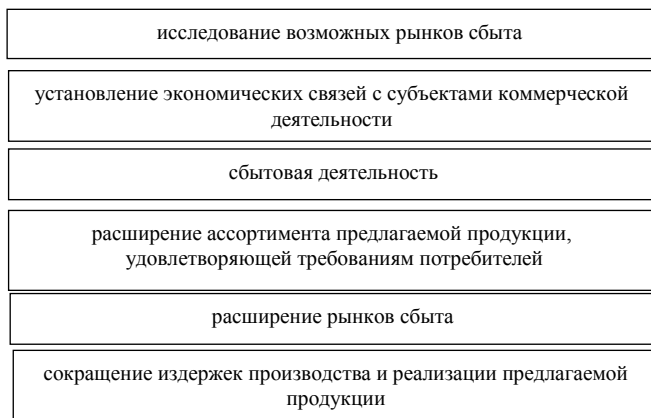 исследование возможных рынков сбыта
установление экономических связей с субъектами коммерческой
деятельности
сбытовая деятельность
расширение ассортимента предлагаемой продукции,
удовлетворяющей требованиям потребителей
расширение рынков сбыта
сокращение издержек производства и реализации предлагаемой
продукции